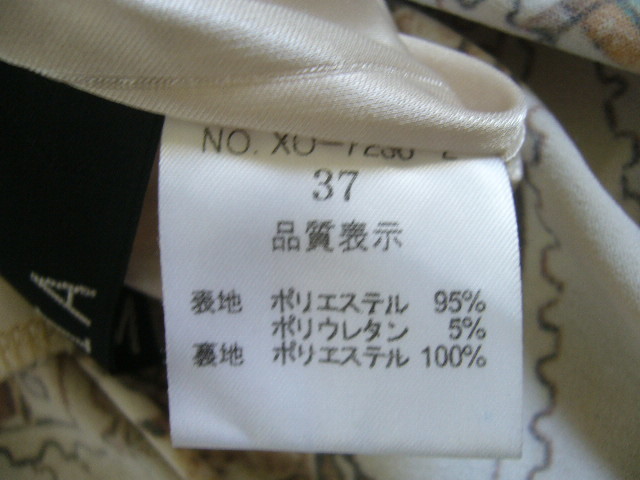 NO.
37
品質表示
表地 ポリエステル 95%
ポリウレタン 5%
裏地 ポリエステル 100%